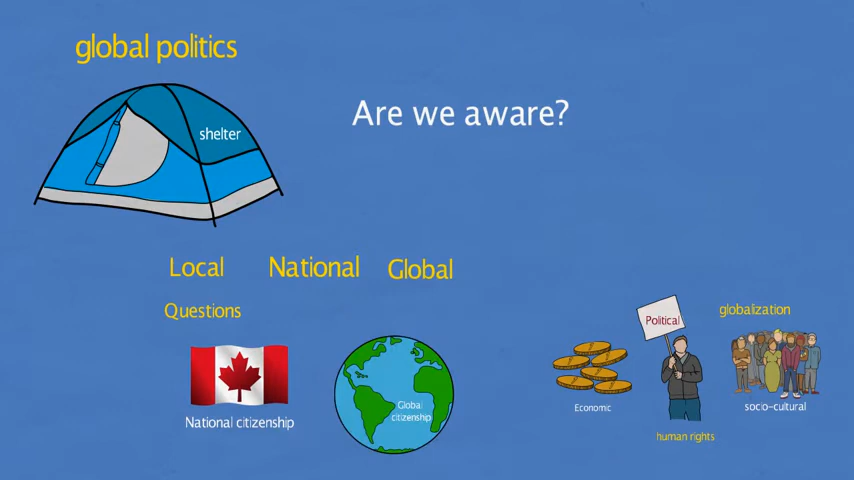 global politics
Are we aware?
shelter
Local
National
Global
Questions
National citizenship
Global
citizenship
Economic
Political
human rights
globalization
socio-cultural